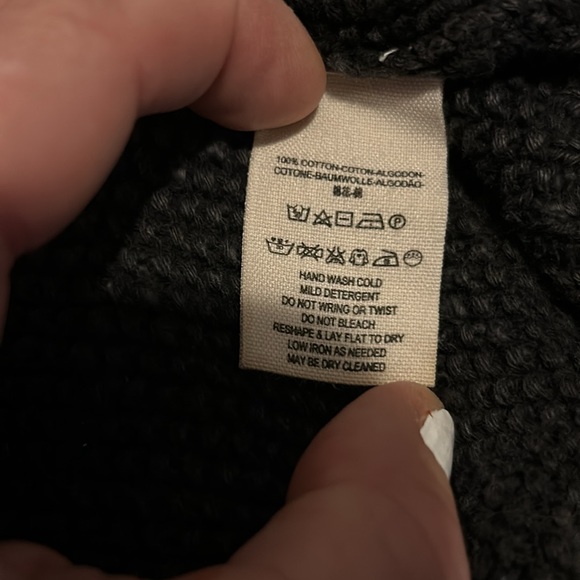 100% COTTON-COTON-ALGODON-
COTONE-BAUMWOLLE-ALGODÃO-
HAND WASH COLD
MILD DETERGENT
DO NOT WRING OR TWIST
DO NOT BLEACH
RESHAPE & LAY FLAT TO DRY
LOW IRON AS NEEDED
MAY BE DRY CLEANED